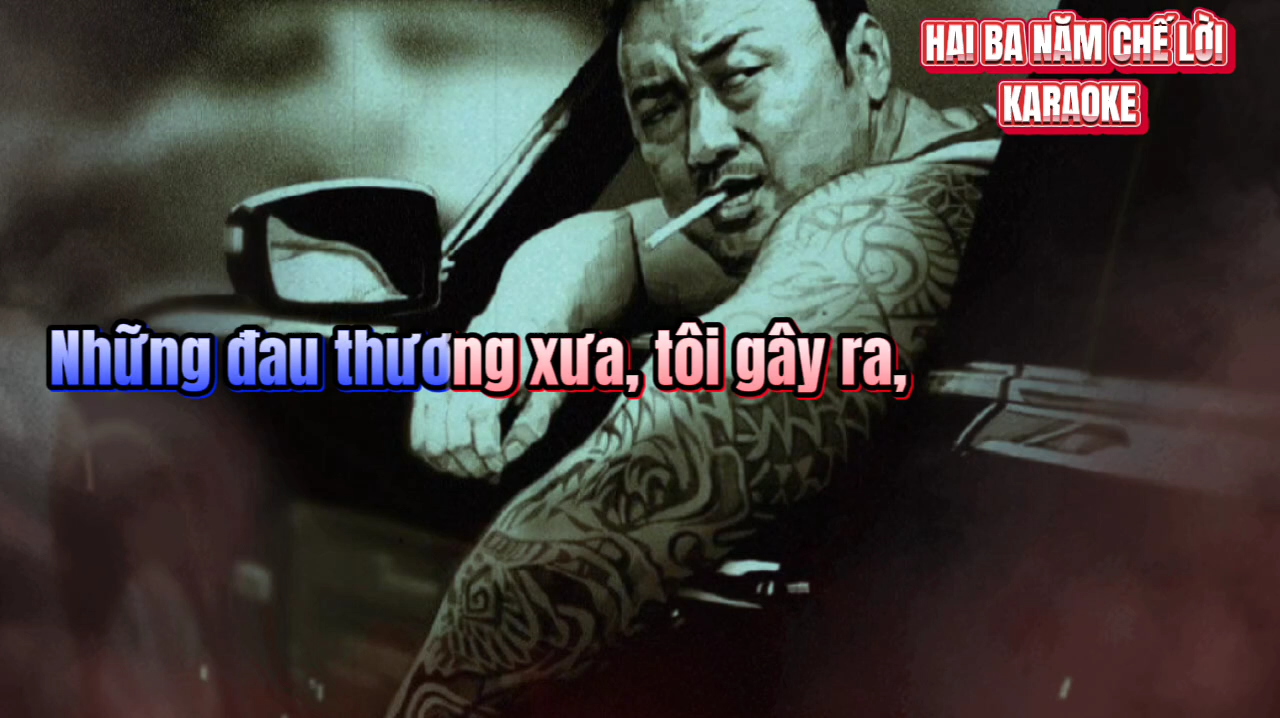 HAI BA NĂM CHẾ LỜI
KARAOKE
Những đau thương xưa, tôi gây ra,